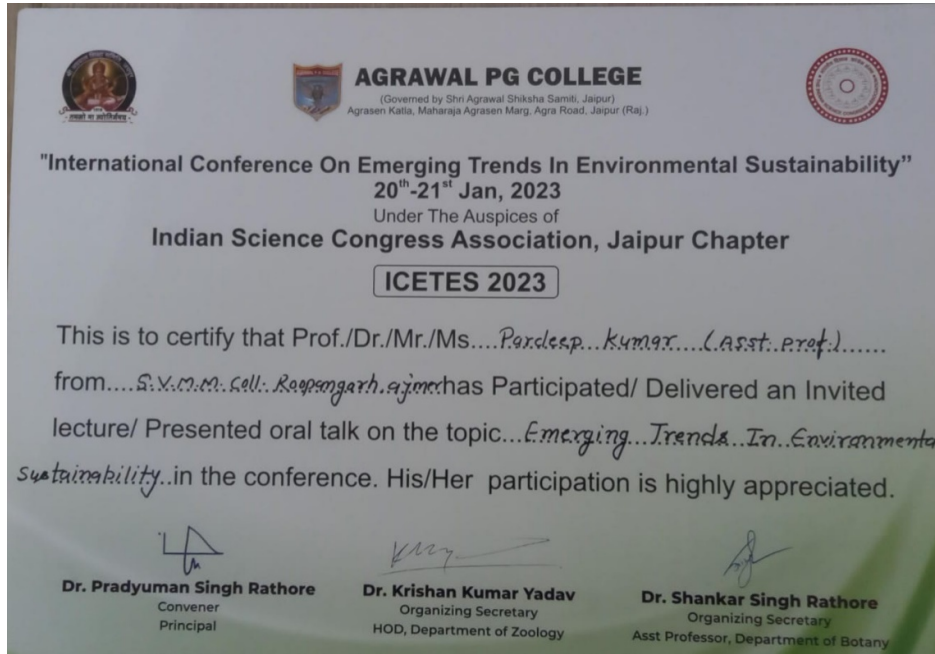 AGRAWAL PG COLLEGE
(Governed by Shri Agrawal Shiksha Samiti, Jaipur)
Agrasen Katla, Maharaja Agrasen Marg, Agra Road, Jaipur (Raj.)
"International Conference On Emerging Trends In Environmental Sustainability”
20th-21st Jan, 2023
Under The Auspices of
Indian Science Congress Association, Jaipur Chapter
ICETES 2023
This is to certify that Prof./Dr./Mr./Ms....Pardeep...Kumar....(Asst. prof.)......
from....S.V.M.M. Coll. Roopangarh.ajmer has Participated/ Delivered an Invited
lecture/ Presented oral talk on the topic...Emerging...Trends..In..Enviranmenta
Sustainability..in the conference. His/Her participation is highly appreciated.
Dr. Pradyuman Singh Rathore
Convener
Principal
Dr. Krishan Kumar Yadav
Organizing Secretary
HOD, Department of Zoology
Dr. Shankar Singh Rathore
Organizing Secretary
Asst Professor, Department of Botany